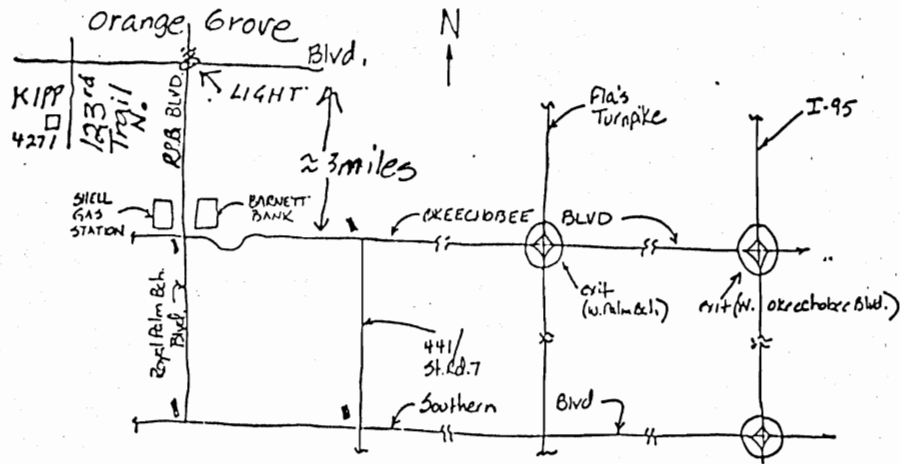 Orange Grove
Blvd.
N
KIPP
4271
123rd
Trail
N.
R.P.B BLVD.
LIGHT
≈ 3 miles
Fla's
Turnpike
I-95
SHELL
GAS
STATION
BARNETT
BANK
OKEECHOBEE BLVD
exit
(W. Palm Bch.)
exit (W. Okeechobee Blvd.)
Royal Palm Bch.
Blvd.
441/
St. Rd. 7
Southern Blvd